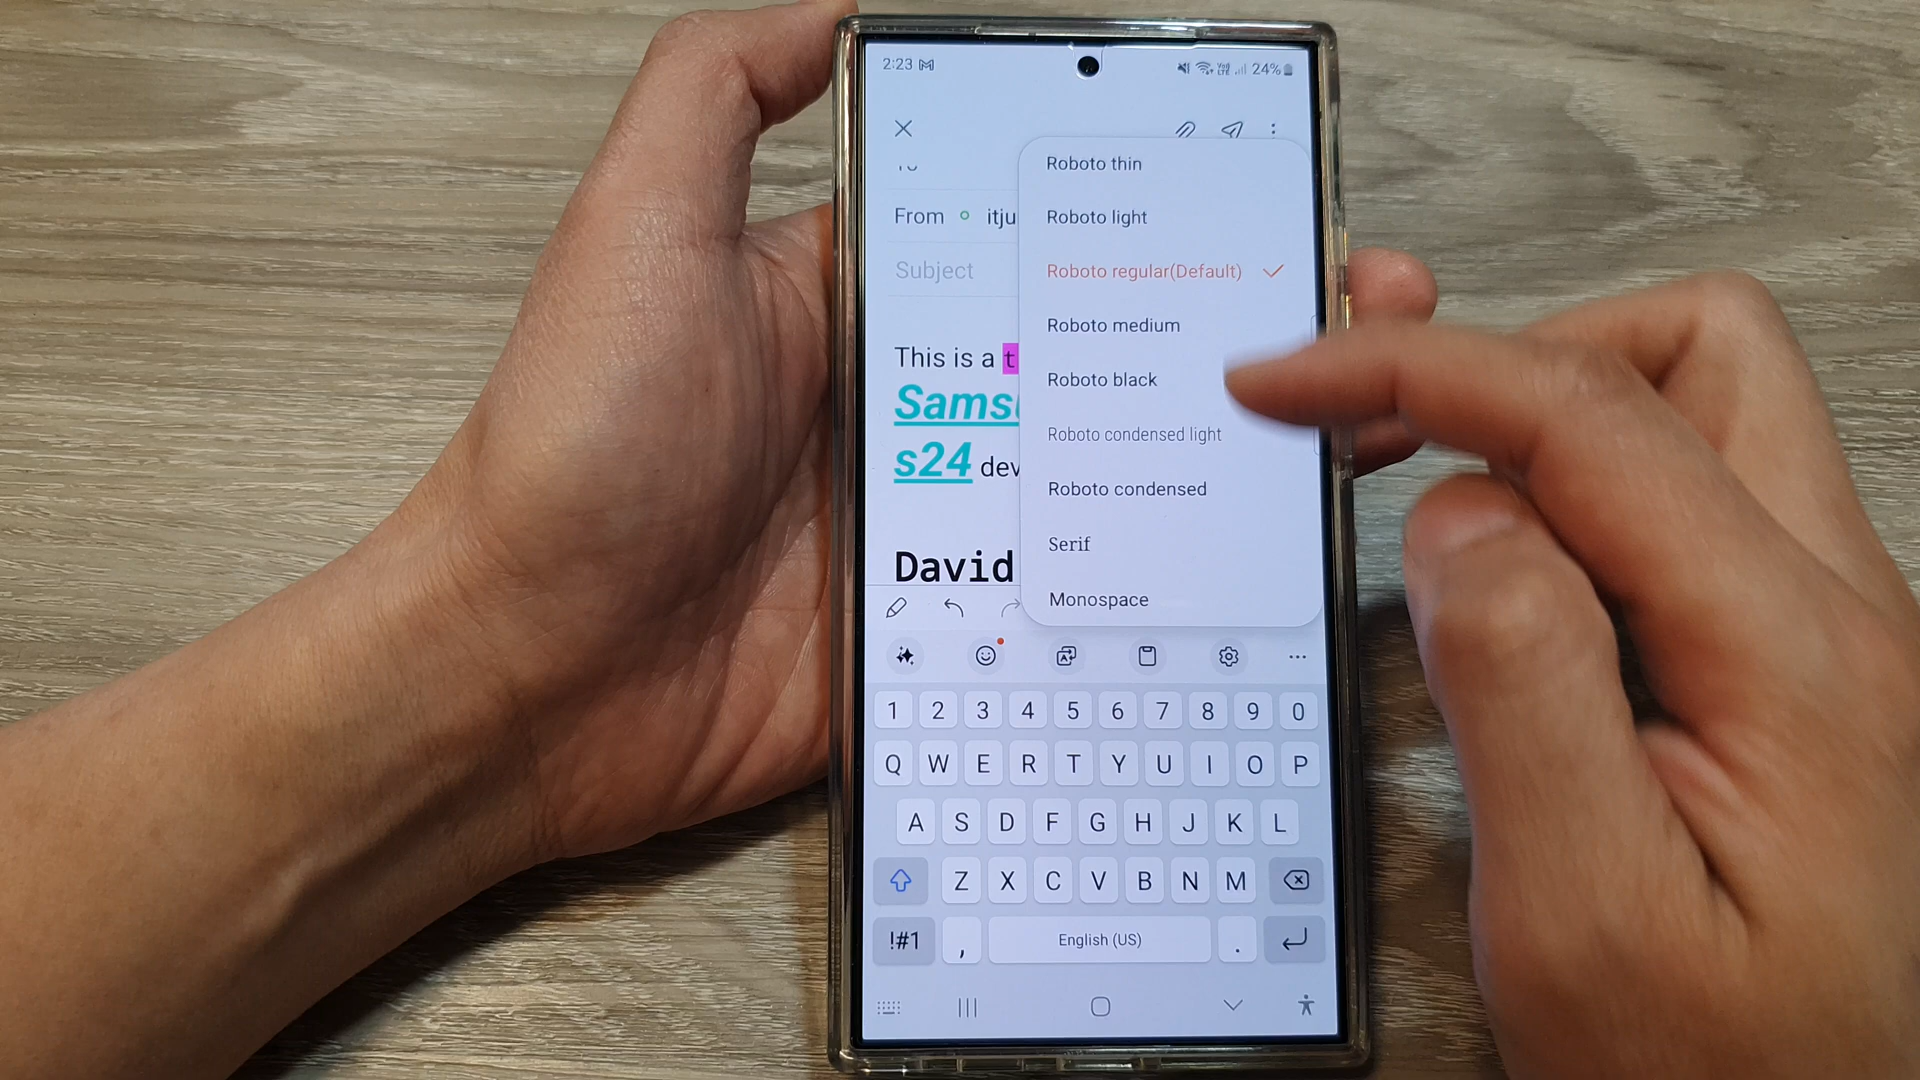 2:23
24%
Roboto thin
Roboto light
Roboto regular(Default)
Roboto medium
Roboto black
Roboto condensed light
Roboto condensed
Serif
Monospace
From itju
Subject
This is a t
Sams
s24 dev
David
1 2 3 4 5 6 7 8 9 0
Q W E R T Y U I O P
A S D F G H J K L
Z X C V B N M
!#1 , English (US) .